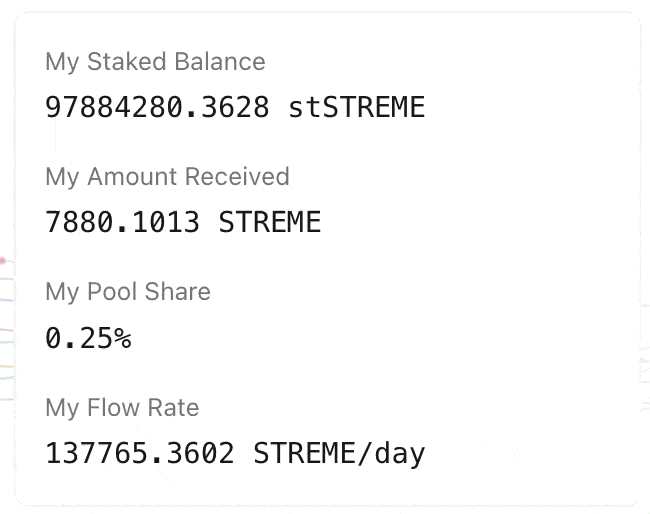 My Staked Balance
97884280.3628 stSTREME
My Amount Received
7880.1013 STREME
My Pool Share
0.25%
My Flow Rate
137765.3602 STREME/day